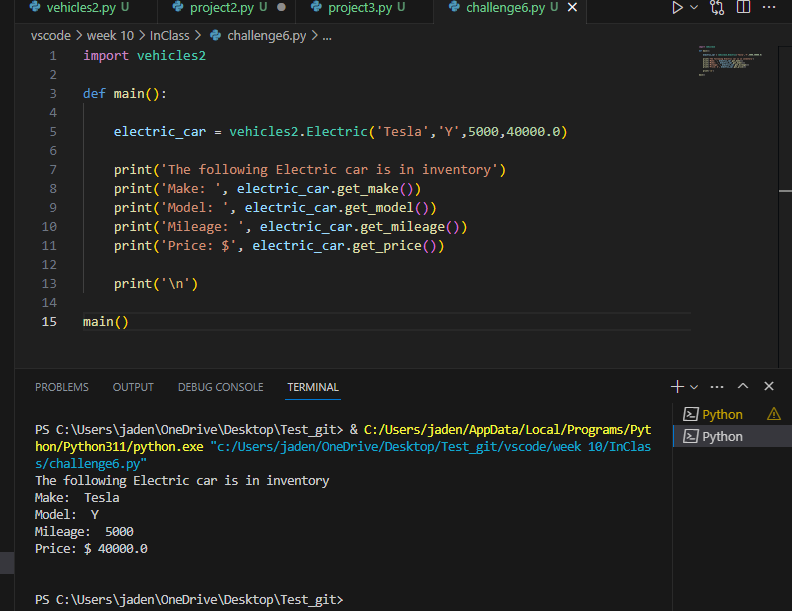 vehicles2.py U project2.py U ● project3.py U challenge6.py U
vscode > week 10 > InClass > challenge6.py > ...
1 import vehicles2
2
3 def main():
4
5 electric_car = vehicles2.Electric('Tesla','Y',5000,40000.0)
6
7 print('The following Electric car is in inventory')
8 print('Make: ', electric_car.get_make())
9 print('Model: ', electric_car.get_model())
10 print('Mileage: ', electric_car.get_mileage())
11 print('Price: $', electric_car.get_price())
12
13 print('\n')
14
15 main()
PROBLEMS OUTPUT DEBUG CONSOLE TERMINAL
PS C:\Users\jaden\OneDrive\Desktop\Test_git> & C:/Users/jaden/AppData/Local/Programs/Pyt
hon/Python311/python.exe "c:/Users/jaden/OneDrive/Desktop/Test_git/vscode/week 10/InClas
s/challenge6.py"
The following Electric car is in inventory
Make:  Tesla
Model:  Y
Mileage:  5000
Price: $ 40000.0
PS C:\Users\jaden\OneDrive\Desktop\Test_git>
Python
Python